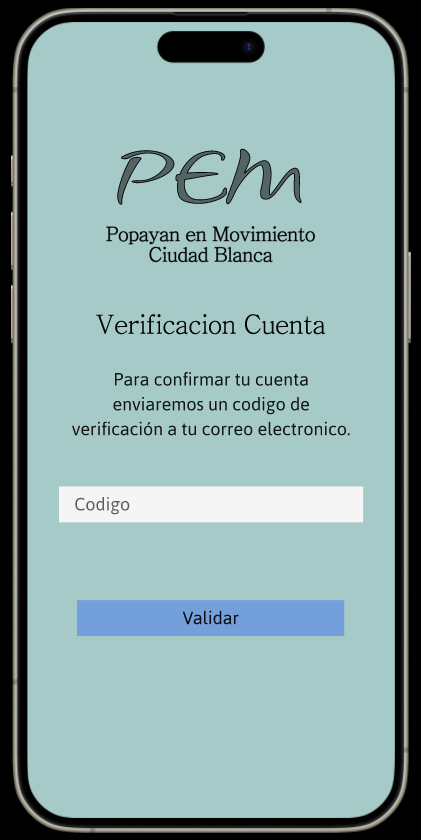 PEM
Popayan en Movimiento
Ciudad Blanca
Verificacion Cuenta
Para confirmar tu cuenta
enviaremos un codigo de
verificación a tu correo electronico.
Codigo
Validar